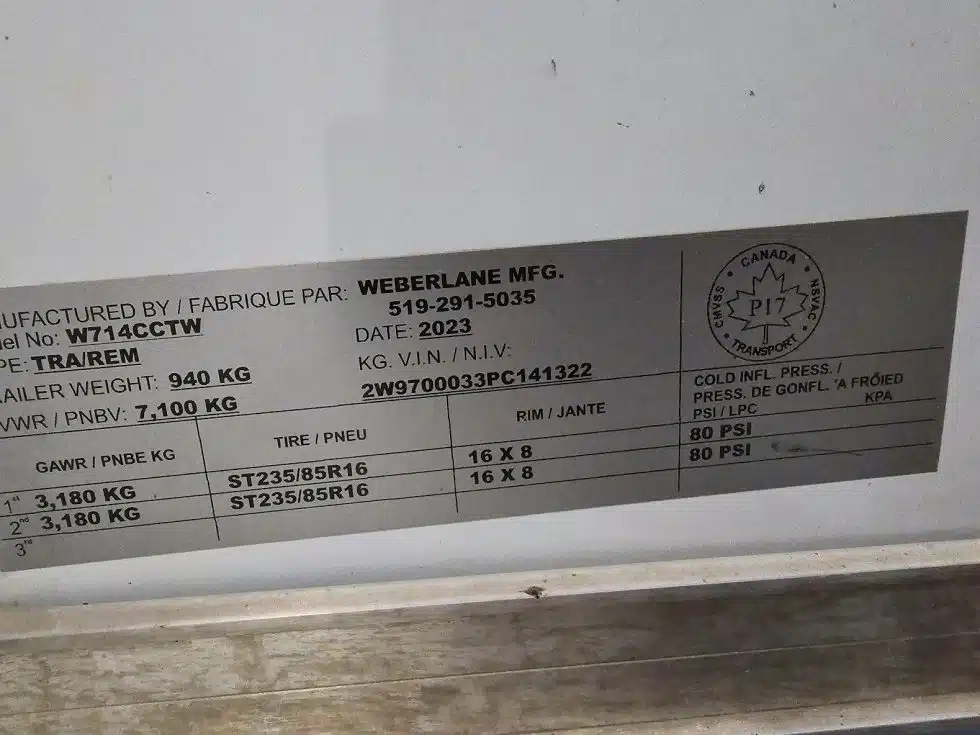 UFACTURED BY / FABRIQUE PAR: WEBERLANE MFG.
519-291-5035
el No: W714CCTW
DATE: 2023
PE: TRA/REM
KG. V.I.N. / N.I.V:
AILER WEIGHT: 940 KG
2W9700033PC141322
VWR / PNBV: 7,100 KG
CANADA
CMVSS
NSVAC
P17
TRANSPORT
COLD INFL. PRESS. /
PRESS. DE GONFL. 'A FRÓIED
PSI / LPC KPA
GAWR / PNBE KG TIRE / PNEU RIM / JANTE
1st 3,180 KG ST235/85R16 16 X 8 80 PSI
2nd 3,180 KG ST235/85R16 16 X 8 80 PSI
3rd